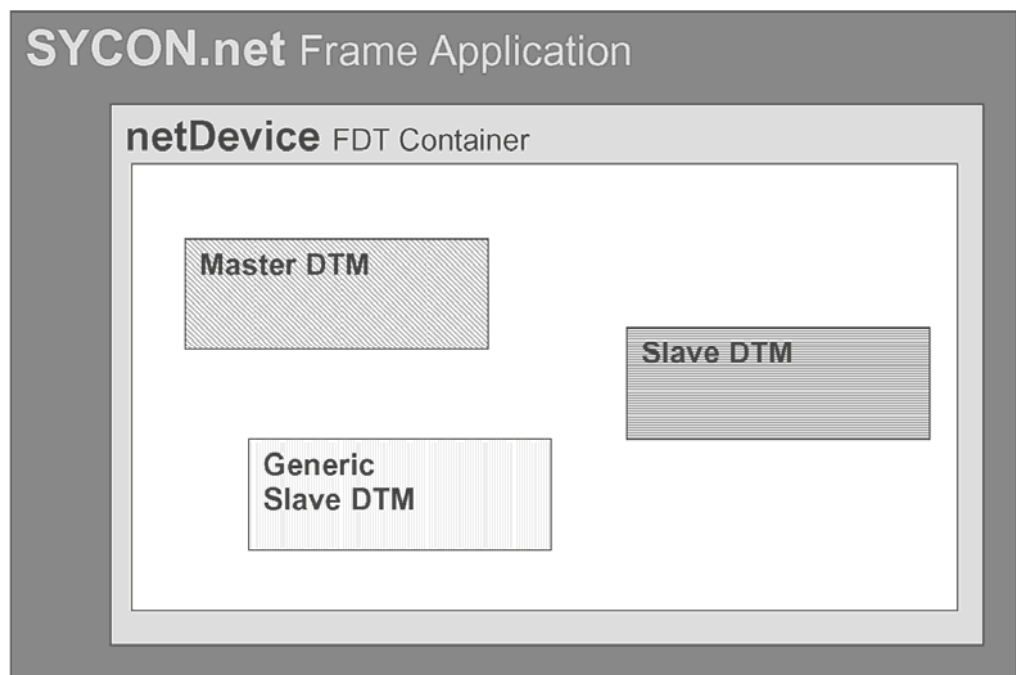 SYCON.net Frame Application
netDevice FDT Container
Master DTM
Slave DTM
Generic
Slave DTM